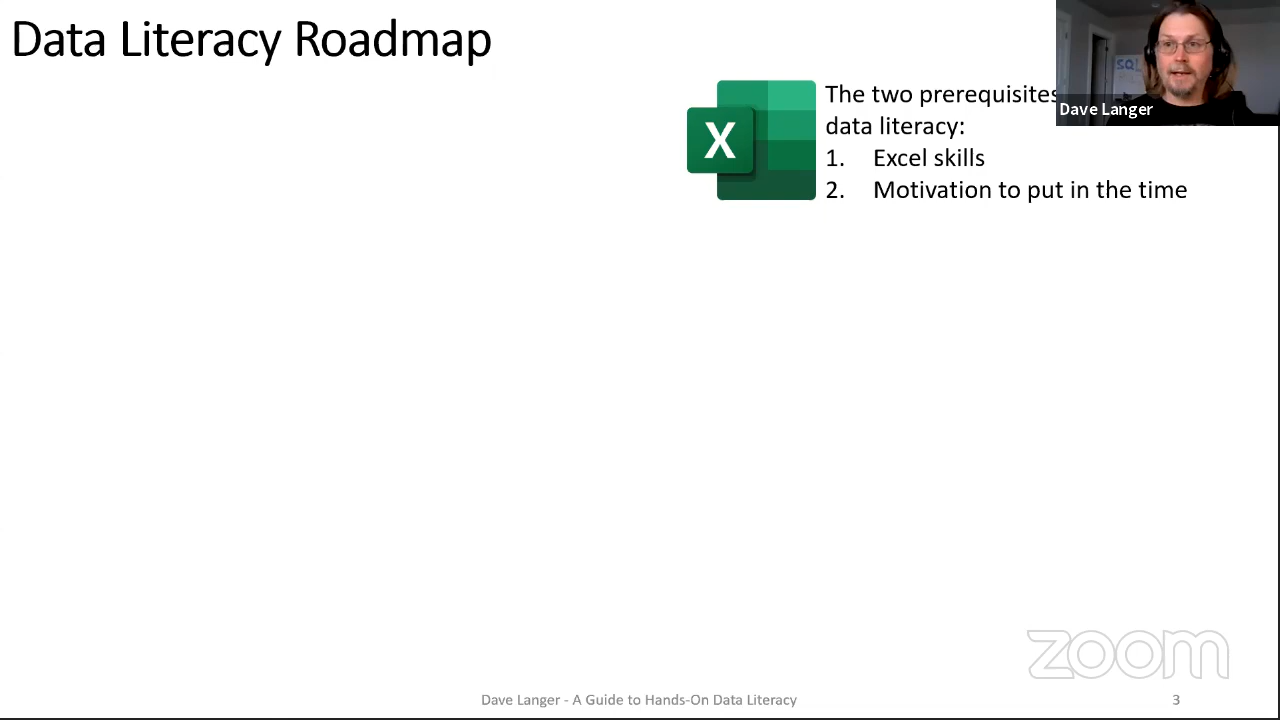 Data Literacy Roadmap
SQL
The two prerequisites
Dave Langer
data literacy:
X
1. Excel skills
2. Motivation to put in the time
zoom
Dave Langer - A Guide to Hands-On Data Literacy
3